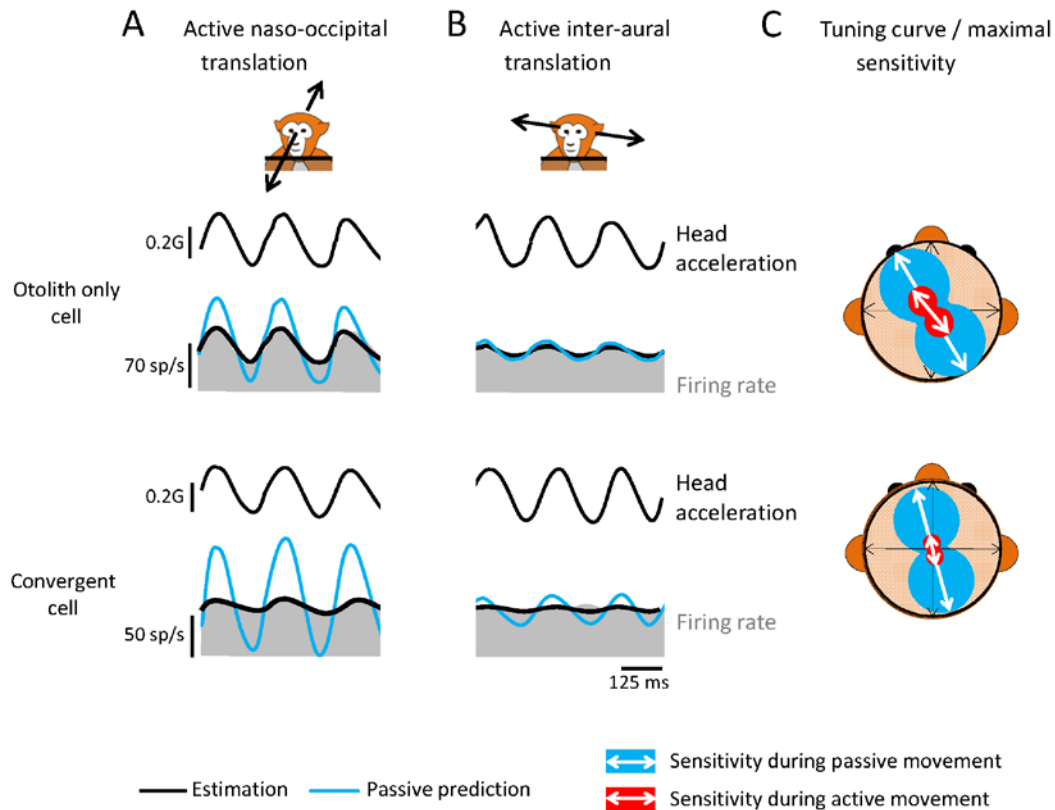 A Active naso-occipital
translation
B Active inter-aural
translation
C Tuning curve / maximal
sensitivity
0.2G
Head
acceleration
Otolith only
cell
70 sp/s
Firing rate
0.2G
Head
acceleration
Convergent
cell
50 sp/s
Firing rate
125 ms
Estimation
Passive prediction
Sensitivity during passive movement
Sensitivity during active movement